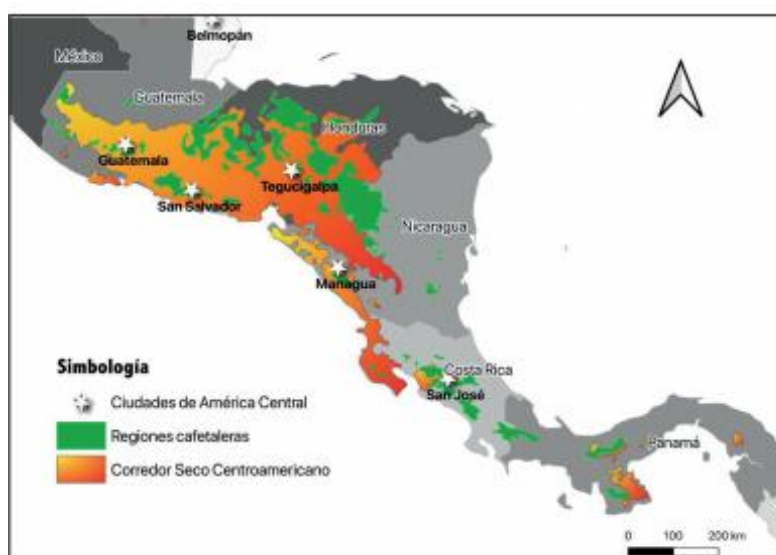 Belmopán
México
Guatemala
Honduras
Guatemala
Tegucigalpa
San Salvador
Nicaragua
Managua
Simbología
Ciudades de América Central
Regiones cafetaleras
Corredor Seco Centroamericano
Costa Rica
San José
Panamá
0 100 200 km